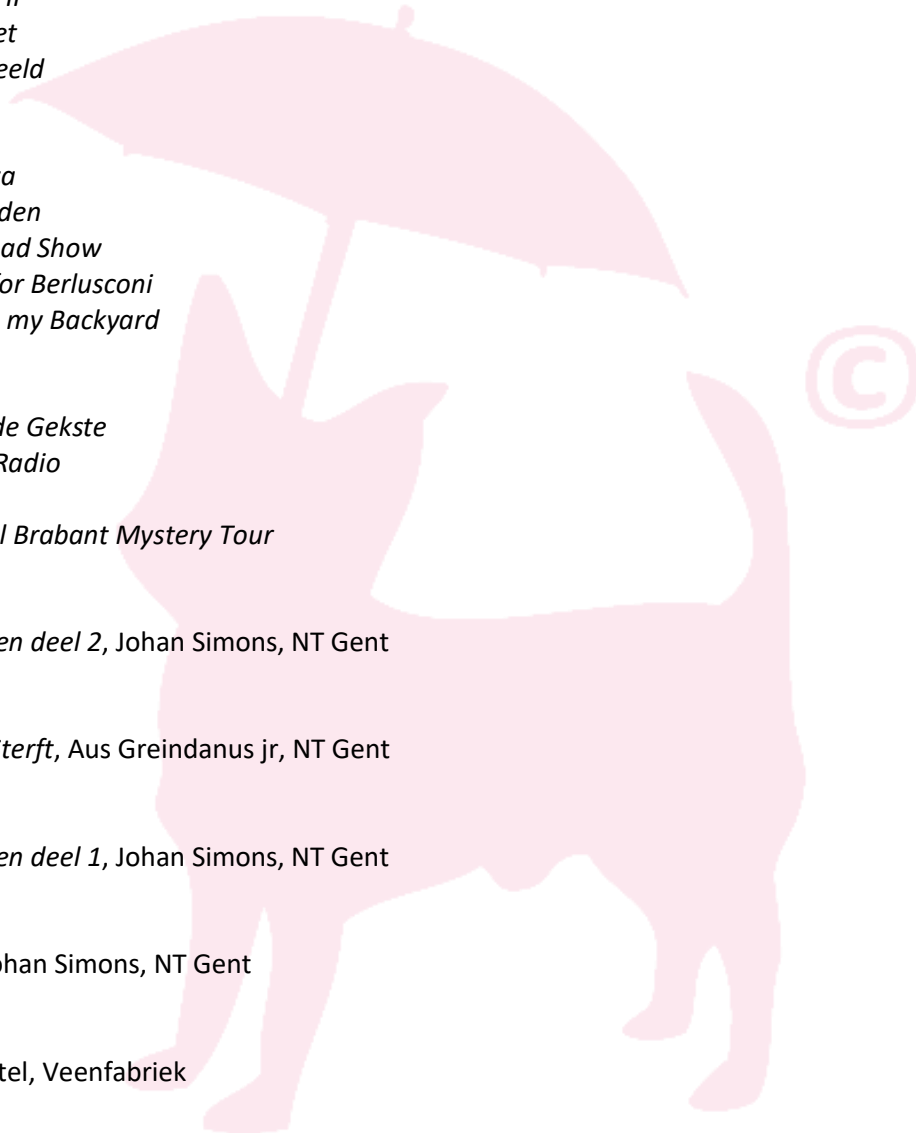 et
eeld
a
den
ad Show
for Berlusconi
my Backyard
de Gekste
Radio
l Brabant Mystery Tour
en deel 2, Johan Simons, NT Gent
terft, Aus Greindanus jr, NT Gent
en deel 1, Johan Simons, NT Gent
ohan Simons, NT Gent
tel, Veenfabriek
©